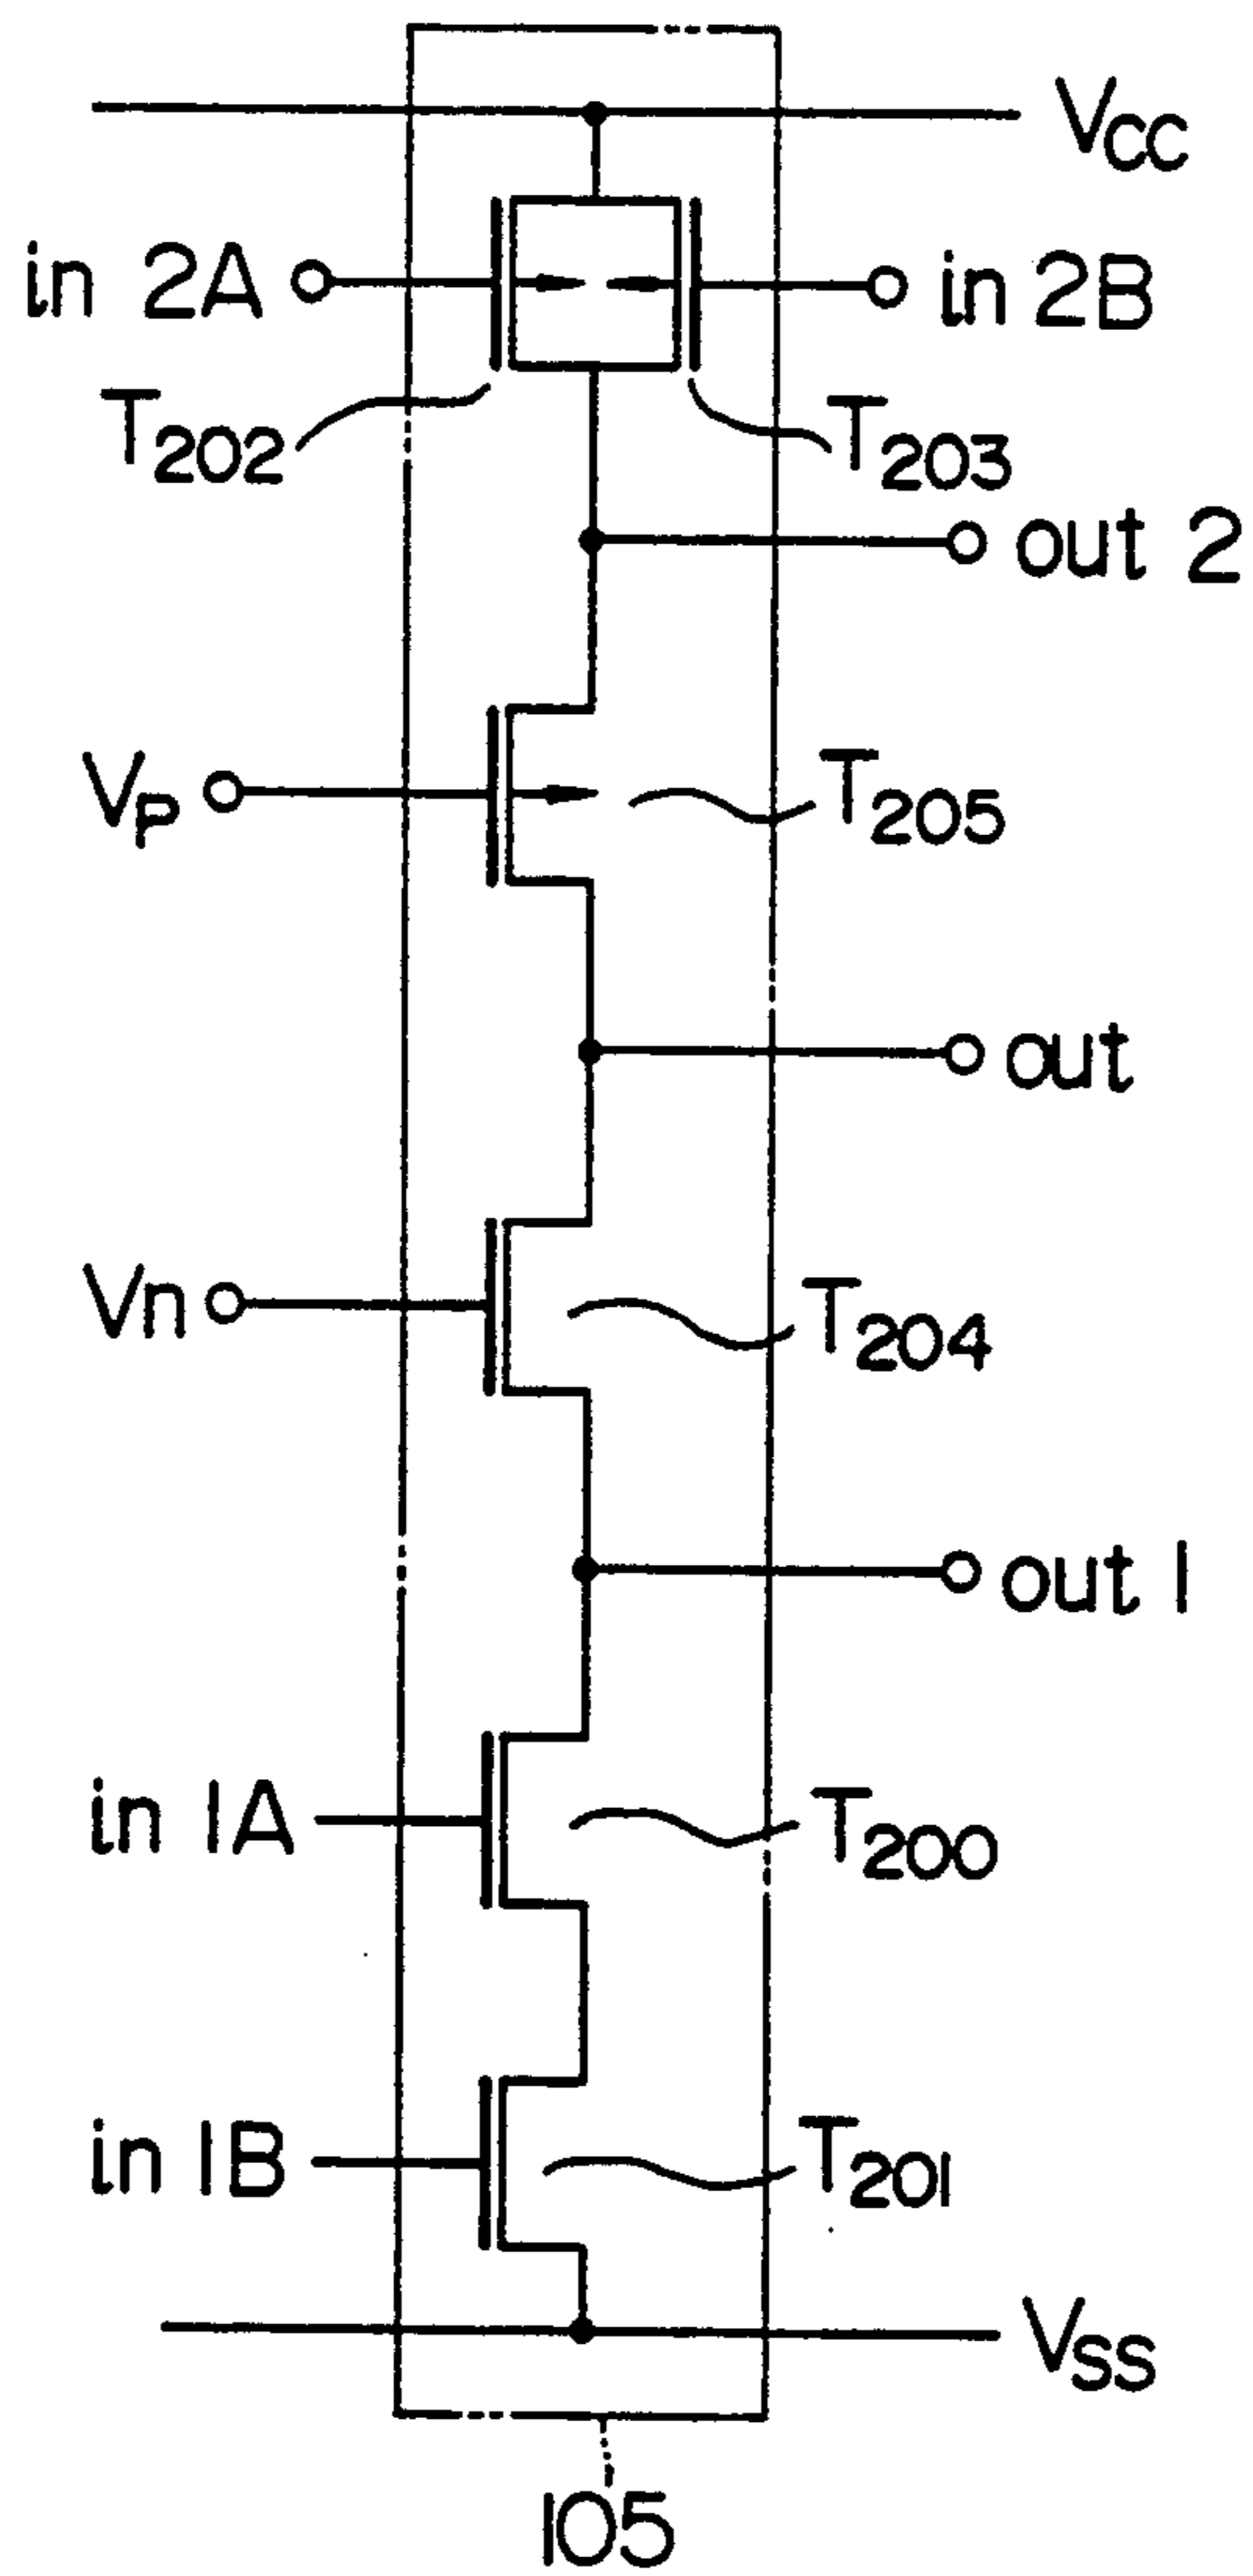 VCC
in 2A
in 2B
T202
T203
out 2
VP
T205
out
Vn
T204
out 1
in 1A
T200
in 1B
T201
VSS
105